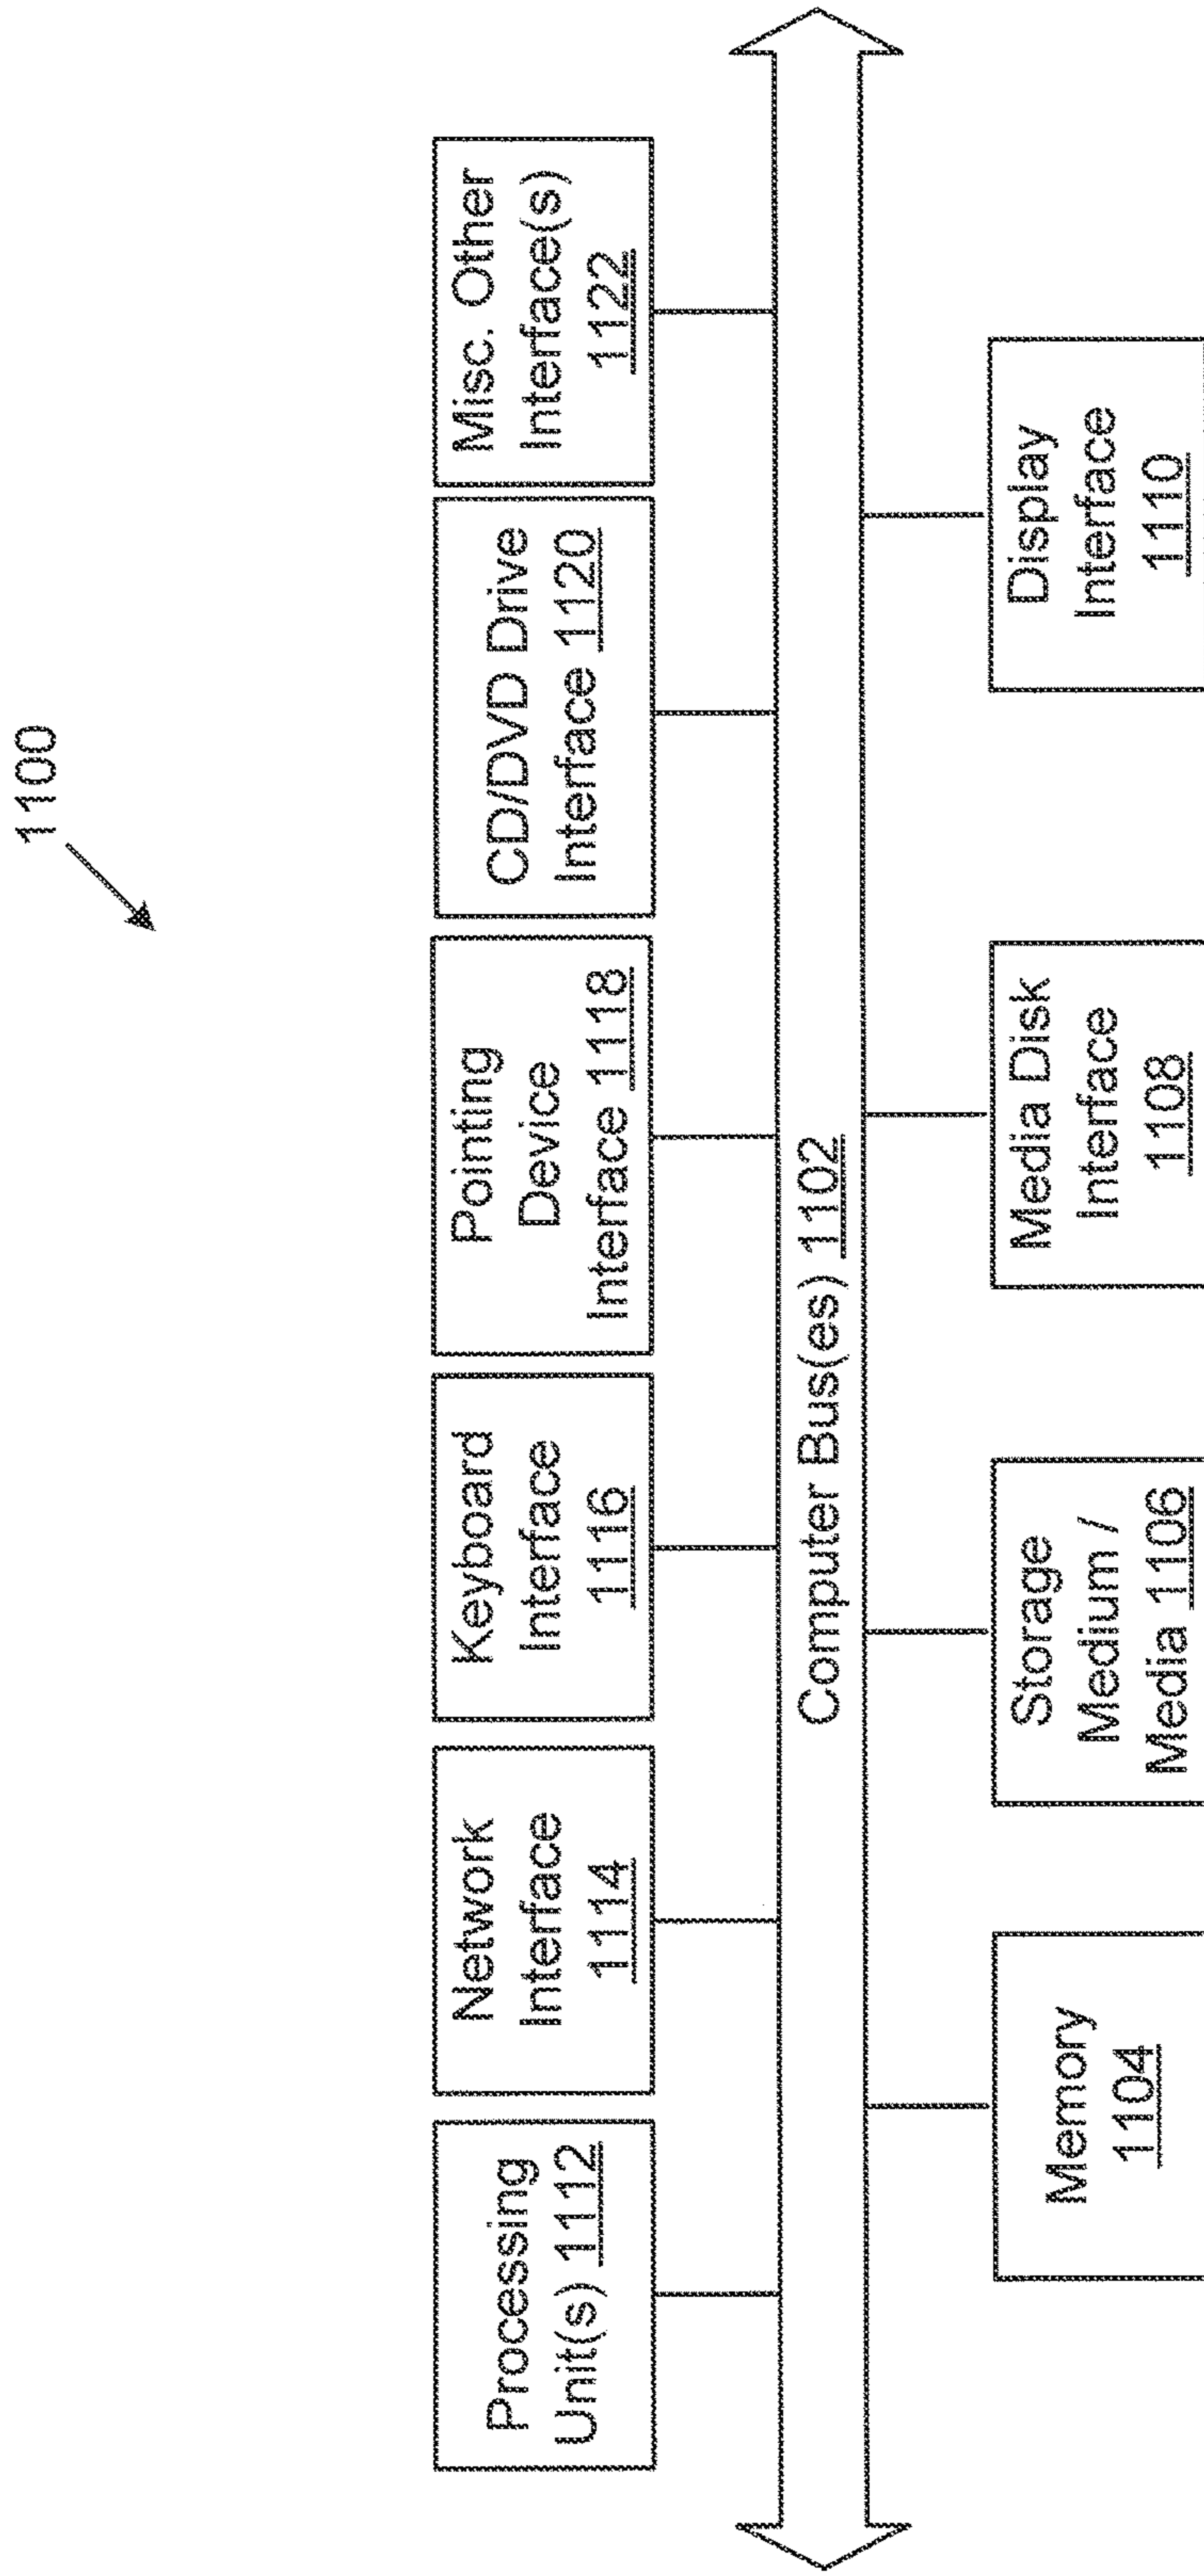 1100
Processing
Unit(s) 1112
Network
Interface
1114
Keyboard
Interface
1116
Pointing
Device
Interface 1118
CD/DVD Drive
Interface 1120
Misc. Other
Interface(s)
1122
Computer Bus(es) 1102
Memory
1104
Storage
Medium /
Media 1106
Media Disk
Interface
1108
Display
Interface
1110